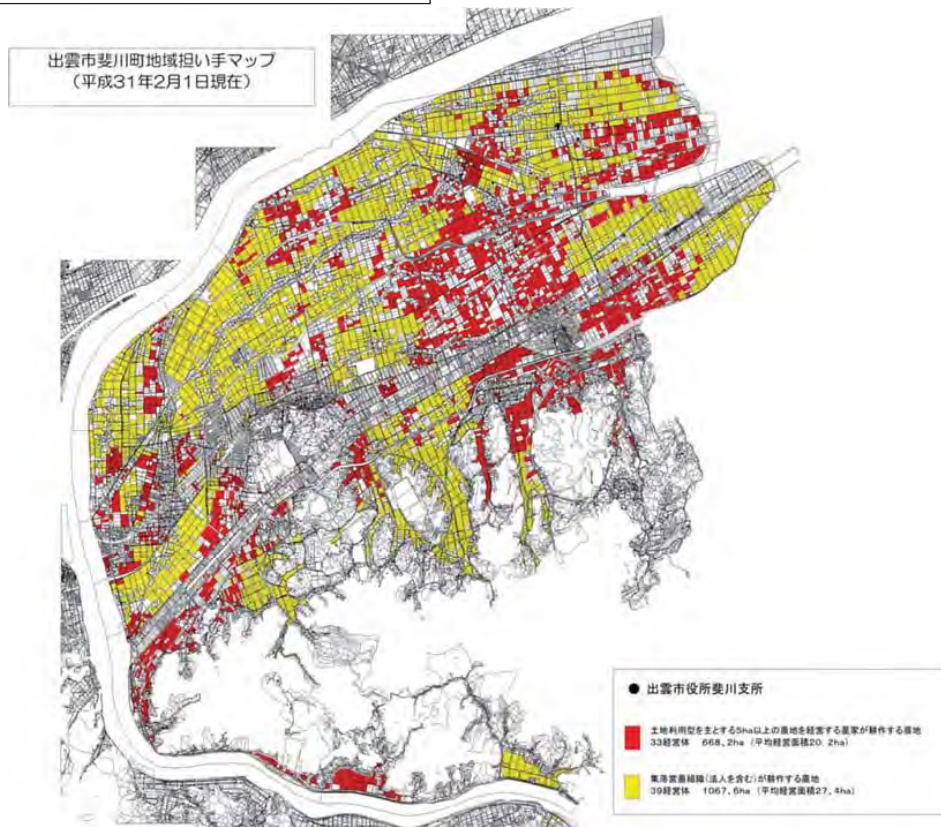 出雲市斐川町地域担い手マップ
（平成31年2月1日現在）
● 出雲市役所斐川支所
土地利用型を主とする5ha以上の農地を経営する農家が耕作する農地
33経営体 668.2ha （平均経営面積20.2ha）
集落営農組織（法人を含む）が耕作する農地
39経営体 1067.6ha （平均経営面積27.4ha）